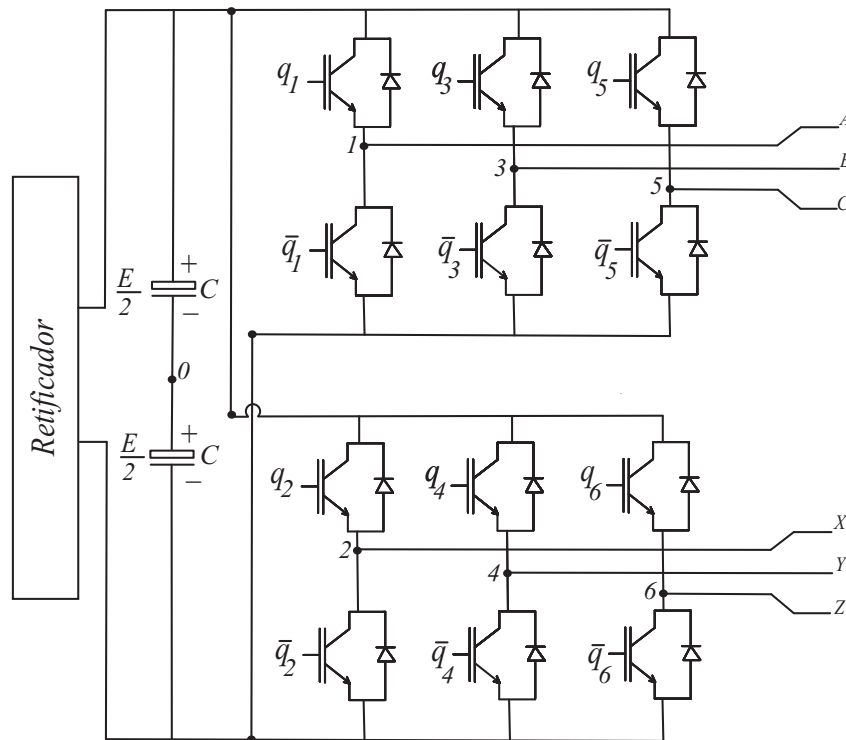 q1 q3 q5
A
1
3
B
5
C
q̅1 q̅3 q̅5
E/2 + C −
Retificador
0
E/2 + C −
q2 q4 q6
X
2
4
Y
6
Z
q̅2 q̅4 q̅6